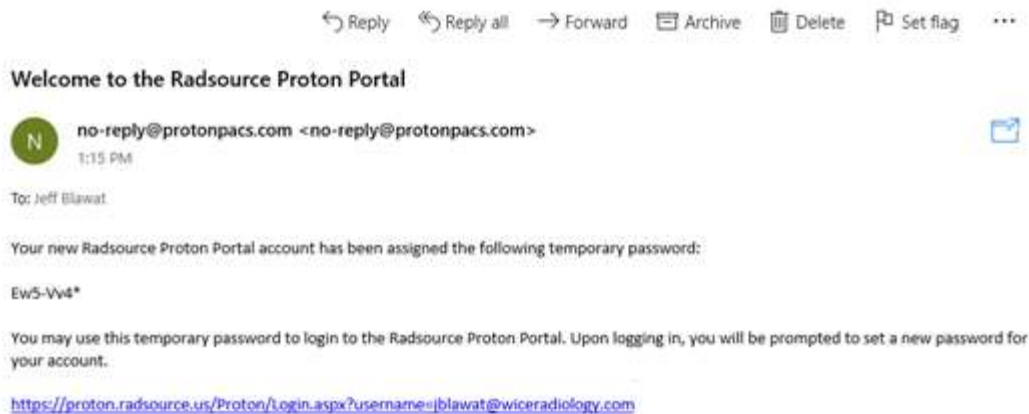 Reply Reply all Forward Archive Delete Set flag ...
Welcome to the Radsource Proton Portal
N
no-reply@protonpacs.com <no-reply@protonpacs.com>
1:15 PM
To: Jeff Blawat
Your new Radsource Proton Portal account has been assigned the following temporary password:
Ew5-Vv4*
You may use this temporary password to login to the Radsource Proton Portal. Upon logging in, you will be prompted to set a new password for
your account.
https://proton.radsource.us/Proton/Login.aspx?username=jblawat@wiceradiology.com